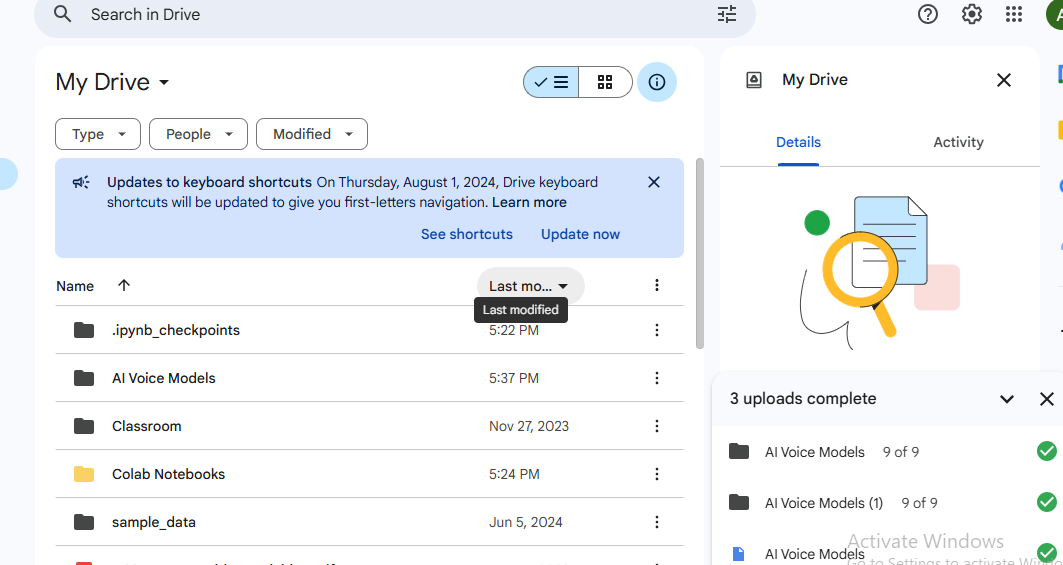 Search in Drive
My Drive
Type
People
Modified
Updates to keyboard shortcuts On Thursday, August 1, 2024, Drive keyboard
shortcuts will be updated to give you first-letters navigation. Learn more
See shortcuts
Update now
Name
Last mo...
Last modified
.ipynb_checkpoints
5:22 PM
AI Voice Models
5:37 PM
Classroom
Nov 27, 2023
Colab Notebooks
5:24 PM
sample_data
Jun 5, 2024
My Drive
Details
Activity
3 uploads complete
AI Voice Models 9 of 9
AI Voice Models (1) 9 of 9
AI Voice Models
Activate Windows
Go to Settings to activate